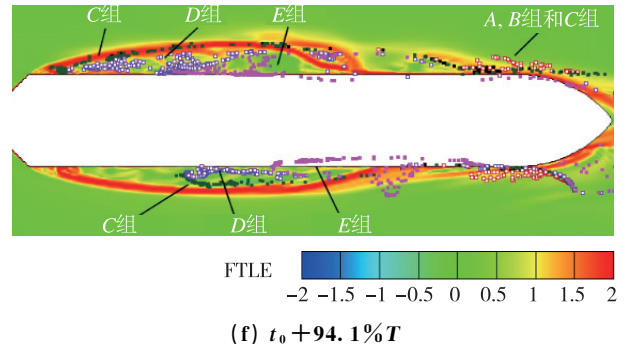 C组 D组 E组 A, B组和C组
C组 D组 E组
FTLE
-2 -1.5 -1 -0.5 0 0.5 1 1.5 2
(f) t₀+94.1%T